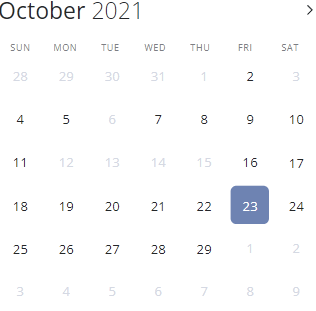 October 2021
SUN MON TUE WED THU FRI SAT
28 29 30 31 1 2 3
4 5 6 7 8 9 10
11 12 13 14 15 16 17
18 19 20 21 22 23 24
25 26 27 28 29 1 2
3 4 5 6 7 8 9